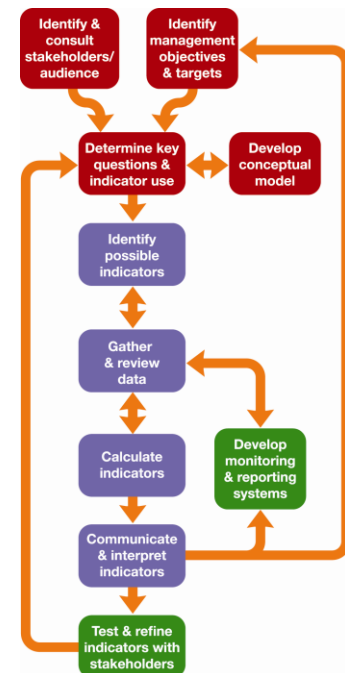 Identify &
consult
stakeholders/
audience
Identify
management
objectives
& targets
Determine key
questions &
indicator use
Develop
conceptual
model
Identify
possible
indicators
Gather
& review
data
Calculate
indicators
Develop
monitoring
& reporting
systems
Communicate
& interpret
indicators
Test & refine
indicators with
stakeholders